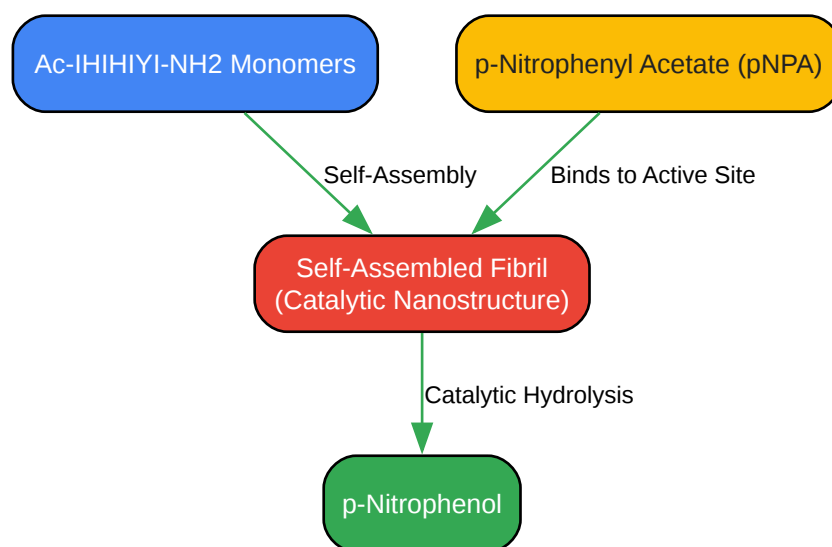 Ac-IHIHIYI-NH2 Monomers
p-Nitrophenyl Acetate (pNPA)
Self-Assembly
Binds to Active Site
Self-Assembled Fibril
(Catalytic Nanostructure)
Catalytic Hydrolysis
p-Nitrophenol